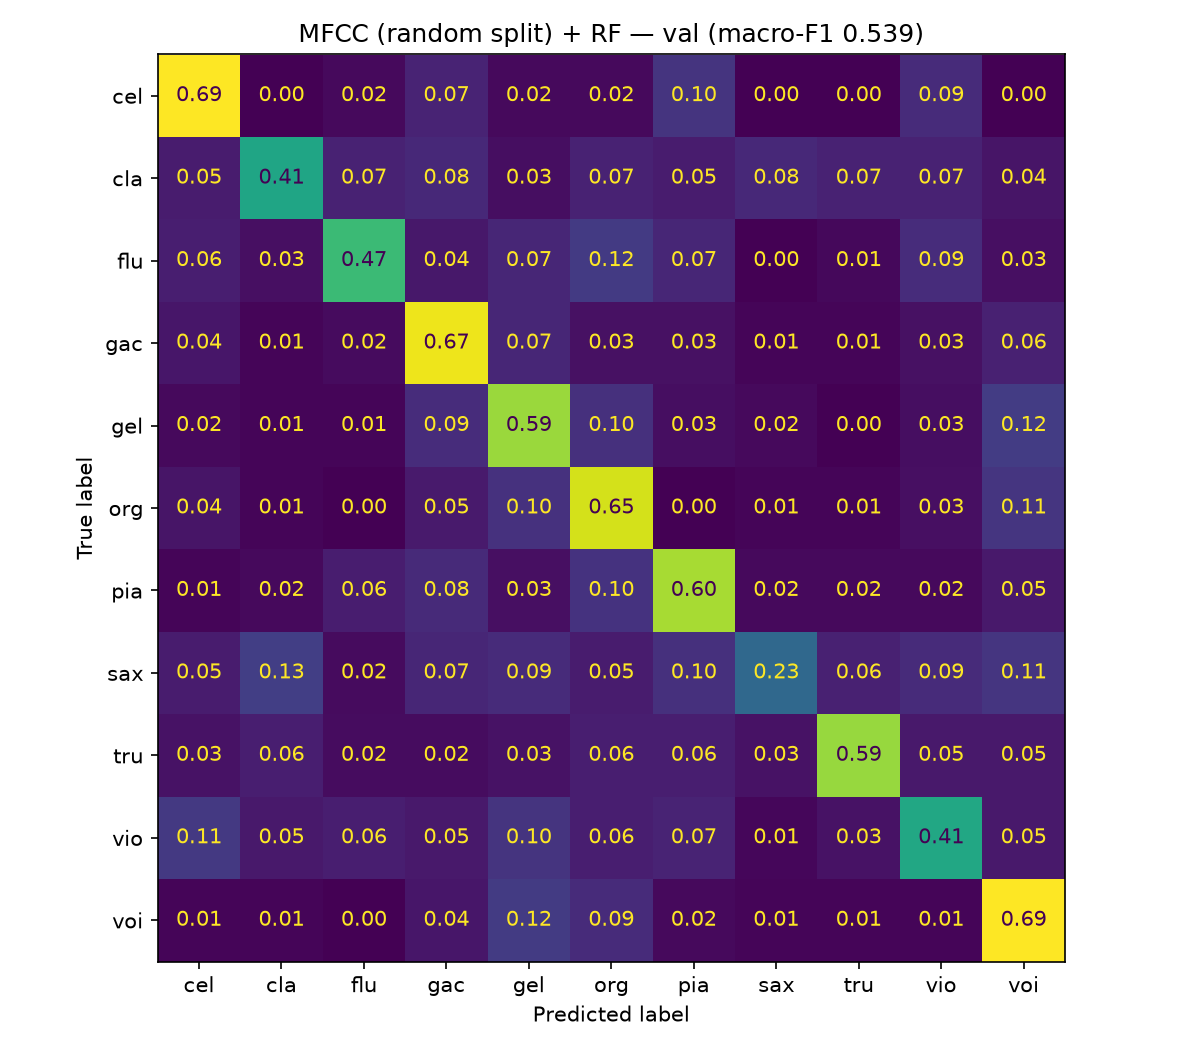 MFCC (random split) + RF — val (macro-F1 0.539)
cel 0.69 0.00 0.02 0.07 0.02 0.02 0.10 0.00 0.00 0.09 0.00
cla 0.05 0.41 0.07 0.08 0.03 0.07 0.05 0.08 0.07 0.07 0.04
flu 0.06 0.03 0.47 0.04 0.07 0.12 0.07 0.00 0.01 0.09 0.03
gac 0.04 0.01 0.02 0.67 0.07 0.03 0.03 0.01 0.01 0.03 0.06
gel 0.02 0.01 0.01 0.09 0.59 0.10 0.03 0.02 0.00 0.03 0.12
org 0.04 0.01 0.00 0.05 0.10 0.65 0.00 0.01 0.01 0.03 0.11
pia 0.01 0.02 0.06 0.08 0.03 0.10 0.60 0.02 0.02 0.02 0.05
sax 0.05 0.13 0.02 0.07 0.09 0.05 0.10 0.23 0.06 0.09 0.11
tru 0.03 0.06 0.02 0.02 0.03 0.06 0.06 0.03 0.59 0.05 0.05
vio 0.11 0.05 0.06 0.05 0.10 0.06 0.07 0.01 0.03 0.41 0.05
voi 0.01 0.01 0.00 0.04 0.12 0.09 0.02 0.01 0.01 0.01 0.69
cel cla flu gac gel org pia sax tru vio voi
Predicted label
True label